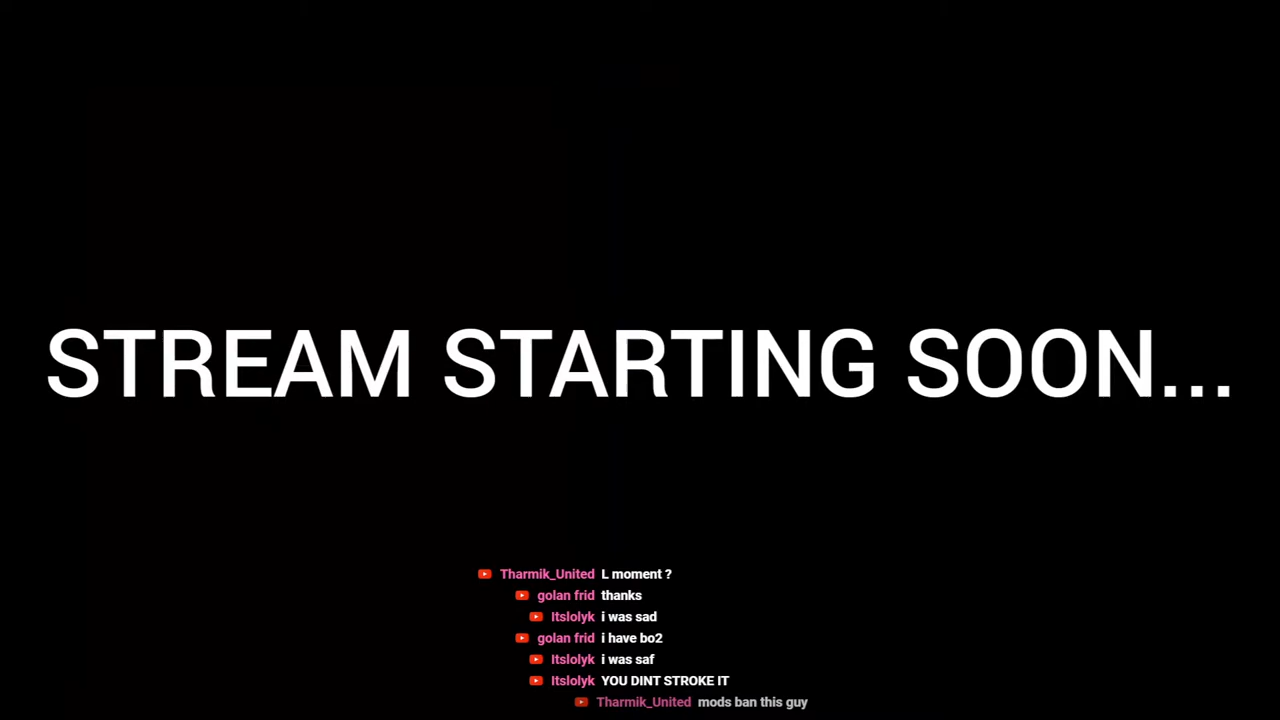 STREAM STARTING SOON...
Tharmik_United L moment ?
golan frid thanks
Itslolyk i was sad
golan frid i have bo2
Itslolyk i was saf
Itslolyk YOU DINT STROKE IT
Tharmik_United mods ban this guy